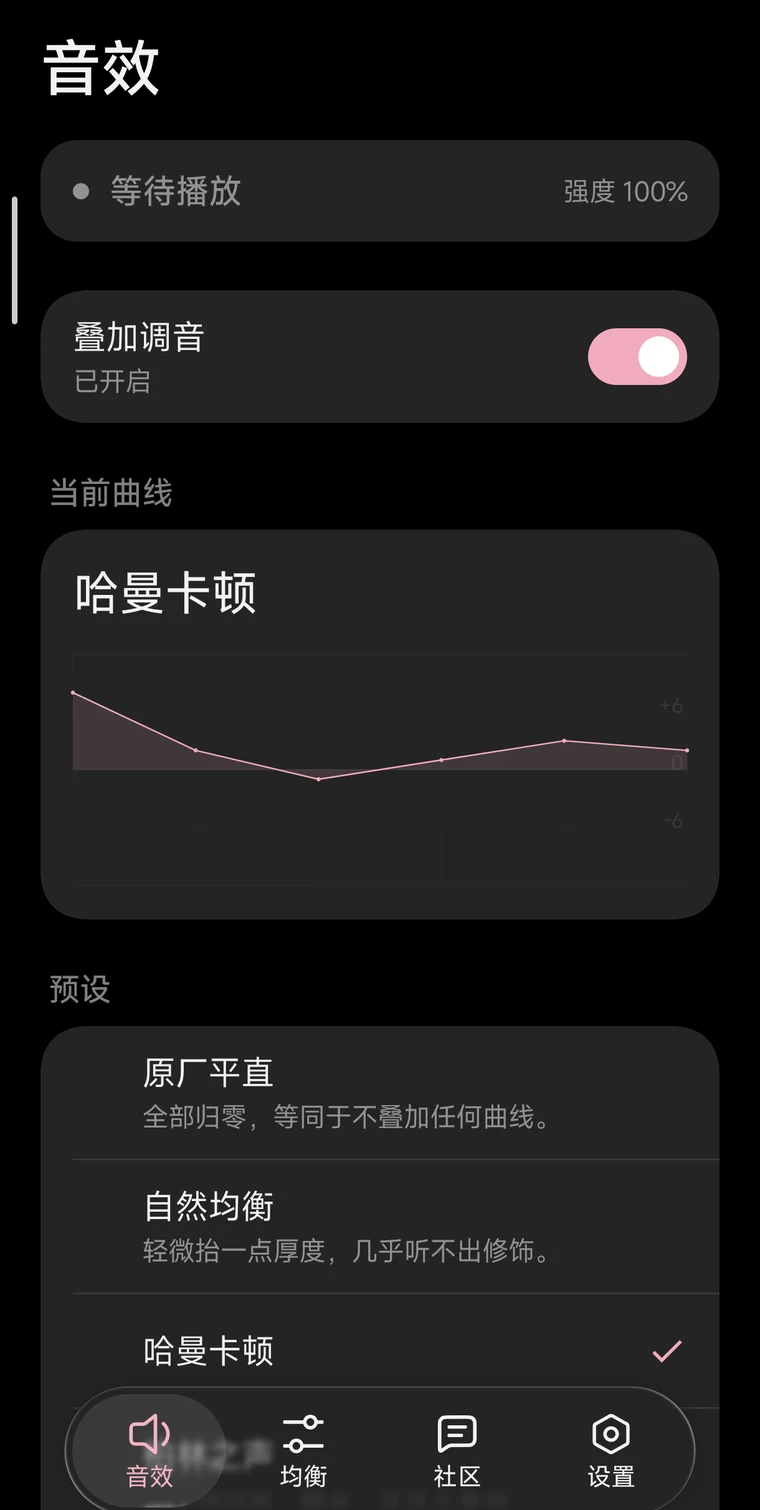 音效
等待播放
强度 100%
叠加调音
已开启
当前曲线
哈曼卡顿
+6
0
-6
预设
原厂平直
全部归零，等同于不叠加任何曲线。
自然均衡
轻微抬一点厚度，几乎听不出修饰。
哈曼卡顿
林之声
音效
均衡
社区
设置